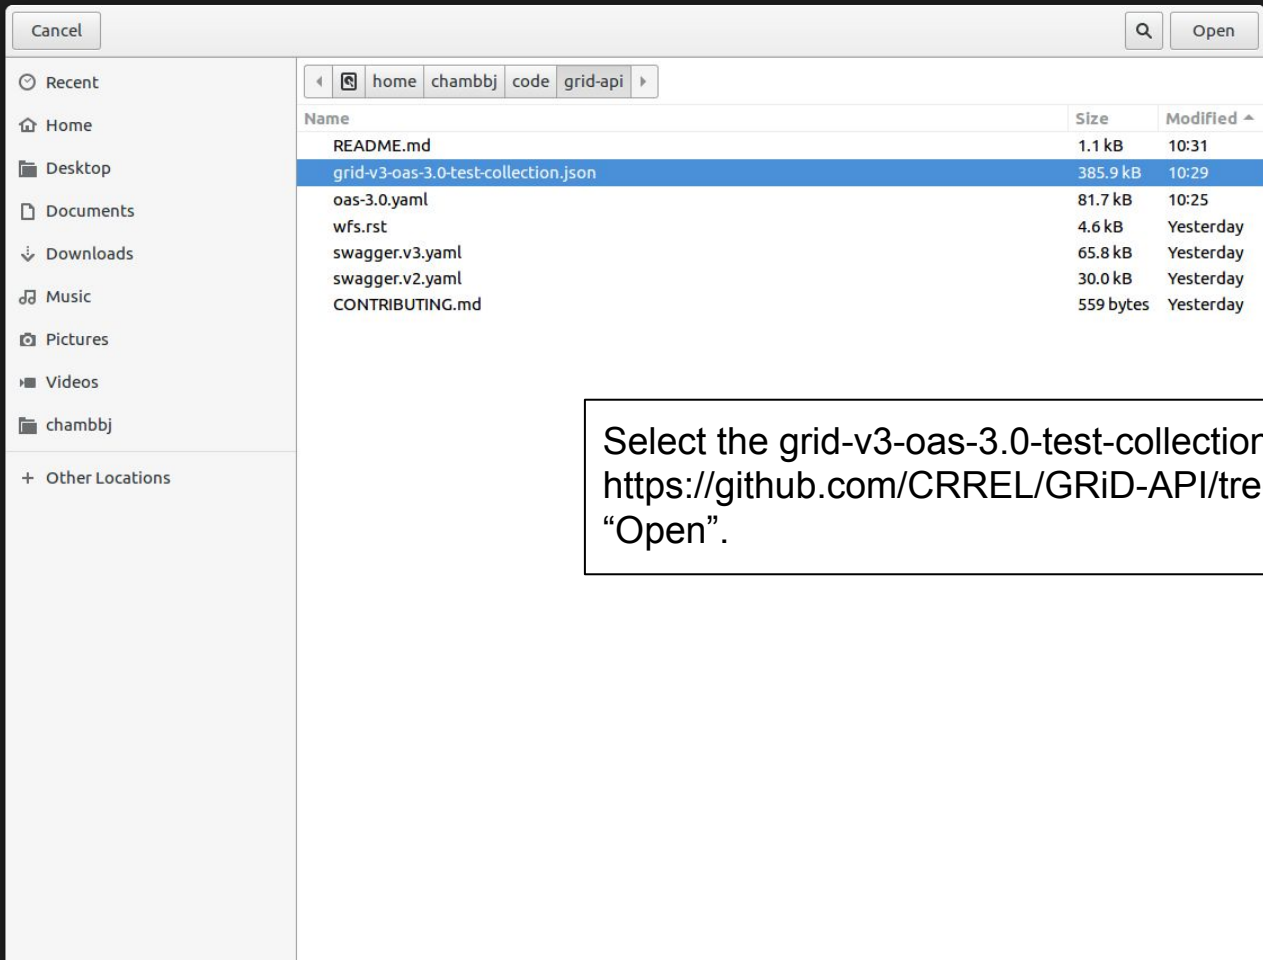 Cancel
Open
Recent
Home
Desktop
Documents
Downloads
Music
Pictures
Videos
chambbj
+ Other Locations
home chambbj code grid-api
Name Size Modified
README.md 1.1 kB 10:31
grid-v3-oas-3.0-test-collection.json 385.9 kB 10:29
oas-3.0.yaml 81.7 kB 10:25
wfs.rst 4.6 kB Yesterday
swagger.v3.yaml 65.8 kB Yesterday
swagger.v2.yaml 30.0 kB Yesterday
CONTRIBUTING.md 559 bytes Yesterday
Select the grid-v3-oas-3.0-test-collection
https://github.com/CRREL/GRiD-API/tre
“Open”.